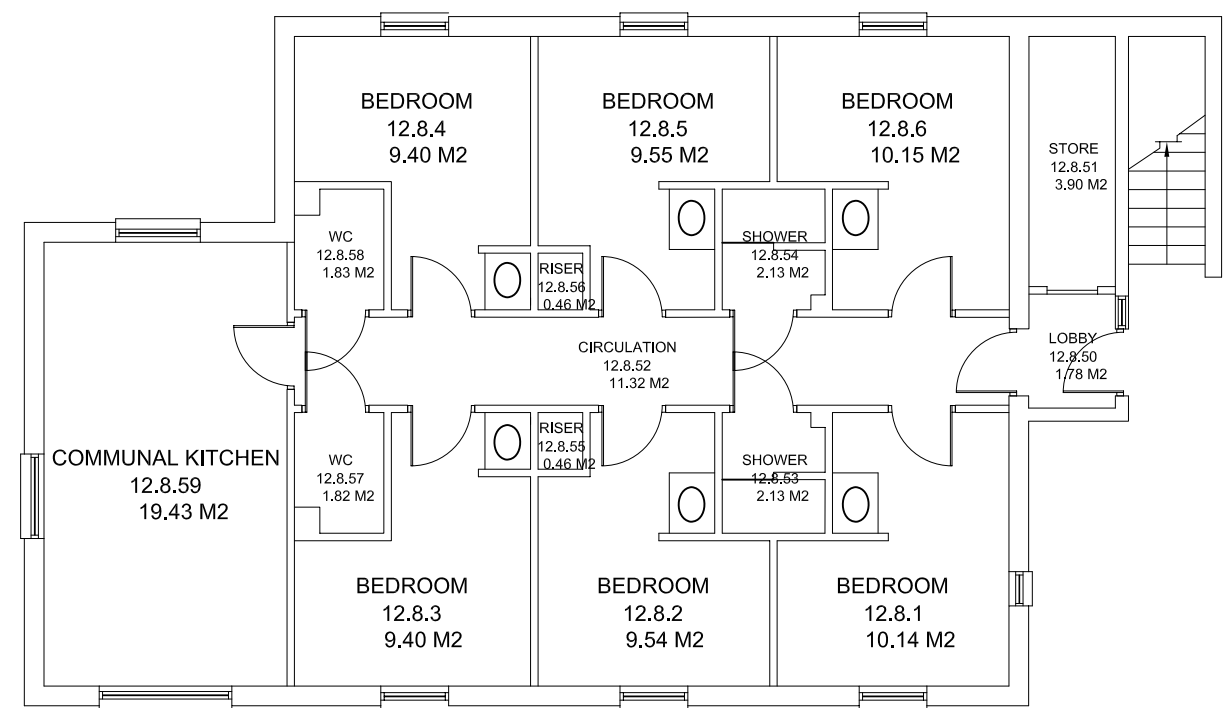 BEDROOM
12.8.4
9.40 M2
BEDROOM
12.8.5
9.55 M2
BEDROOM
12.8.6
10.15 M2
STORE
12.8.51
3.90 M2
WC
12.8.58
1.83 M2
RISER
12.8.56
0.46 M2
SHOWER
12.8.54
2.13 M2
CIRCULATION
12.8.52
11.32 M2
LOBBY
12.8.50
1.78 M2
COMMUNAL KITCHEN
12.8.59
19.43 M2
WC
12.8.57
1.82 M2
RISER
12.8.55
0.46 M2
SHOWER
12.8.53
2.13 M2
BEDROOM
12.8.3
9.40 M2
BEDROOM
12.8.2
9.54 M2
BEDROOM
12.8.1
10.14 M2